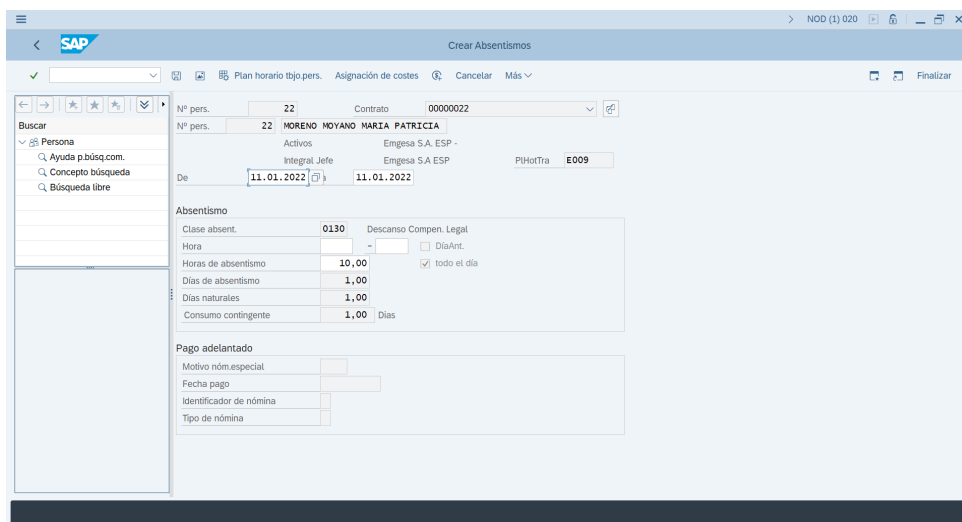 NOD (1) 020
SAP
Crear Absentismos
Plan horario tbjo.pers. Asignación de costes Cancelar Más Finalizar
Buscar
Persona
Ayuda p.búsq.com.
Concepto búsqueda
Búsqueda libre
Nº pers. 22 Contrato 00000022
Nº pers. 22 MORENO MOYANO MARIA PATRICIA
Activos Emgesa S.A. ESP -
Integral Jefe Emgesa S.A ESP PlHotTra E009
De 11.01.2022 11.01.2022
Absentismo
Clase absent. 0130 Descanso Compen. Legal
Hora - DíaAnt.
Horas de absentismo 10,00 todo el día
Días de absentismo 1,00
Días naturales 1,00
Consumo contingente 1,00 Dias
Pago adelantado
Motivo nóm.especial
Fecha pago
Identificador de nómina
Tipo de nómina